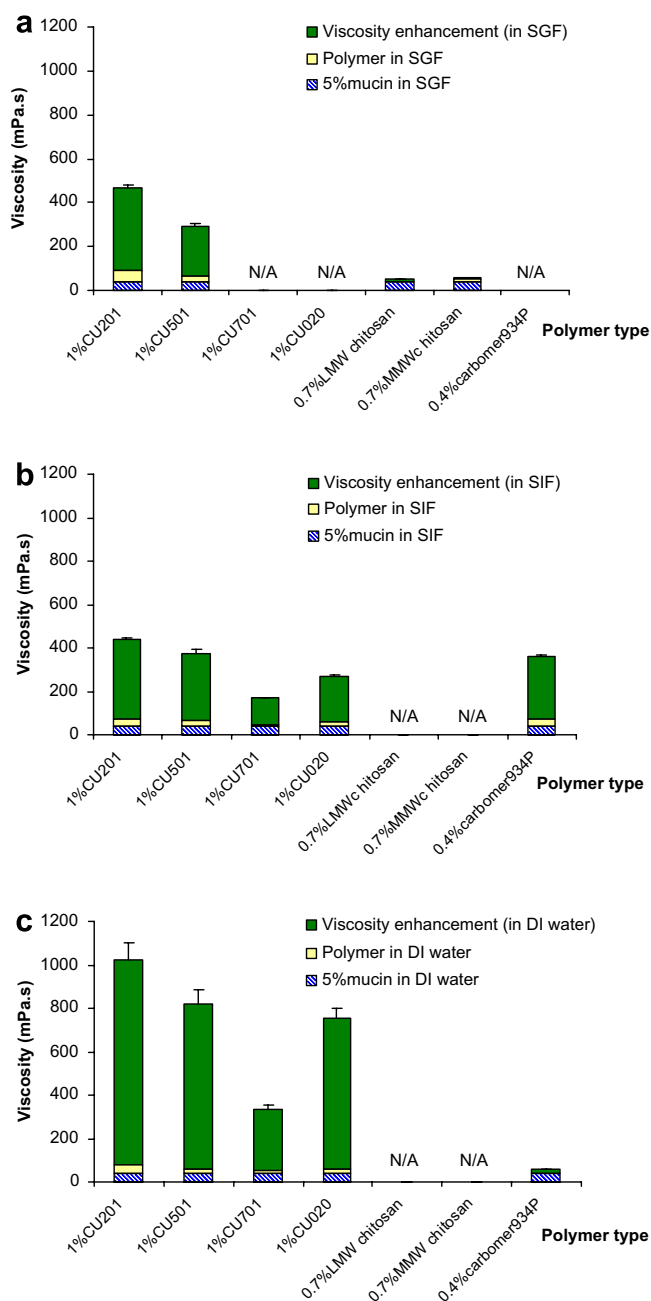 a
1200
1000
800
600
400
200
0
Viscosity (mPa.s)
Viscosity enhancement (in SGF)
Polymer in SGF
5%mucin in SGF
N/A N/A N/A
1%CU201
1%CU501
1%CU701
1%CU020
0.7%LMW chitosan
0.7%MMWc hitosan
0.4%carbomer934P
Polymer type
b
1200
1000
800
600
400
200
0
Viscosity (mPa.s)
Viscosity enhancement (in SIF)
Polymer in SIF
5%mucin in SIF
N/A N/A
1%CU201
1%CU501
1%CU701
1%CU020
0.7%LMWc hitosan
0.7%MMWc hitosan
0.4%carbomer934P
Polymer type
c
1200
1000
800
600
400
200
0
Viscosity (mPa.s)
Viscosity enhancement (in DI water)
Polymer in DI water
5%mucin in DI water
N/A N/A
1%CU201
1%CU501
1%CU701
1%CU020
0.7%LMW chitosan
0.7%MMW chitosan
0.4%carbomer934P
Polymer type